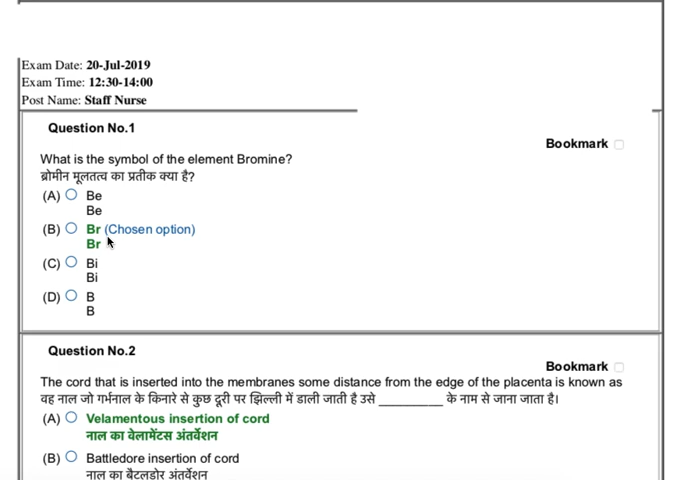 Exam Date: 20-Jul-2019
Exam Time: 12:30-14:00
Post Name: Staff Nurse
Question No.1
Bookmark
What is the symbol of the element Bromine?
ब्रोमीन मूलतत्व का प्रतीक क्या है?
(A) Be
Be
(B) Br (Chosen option)
Br
(C) Bi
Bi
(D) B
B
Question No.2
Bookmark
The cord that is inserted into the membranes some distance from the edge of the placenta is known as
वह नाल जो गर्भनाल के किनारे से कुछ दूरी पर झिल्ली में डाली जाती है उसे __________ के नाम से जाना जाता है।
(A) Velamentous insertion of cord
नाल का वेलामेंटस अंतर्वेशन
(B) Battledore insertion of cord
नाल का बैटलडोर अंतर्वेशन